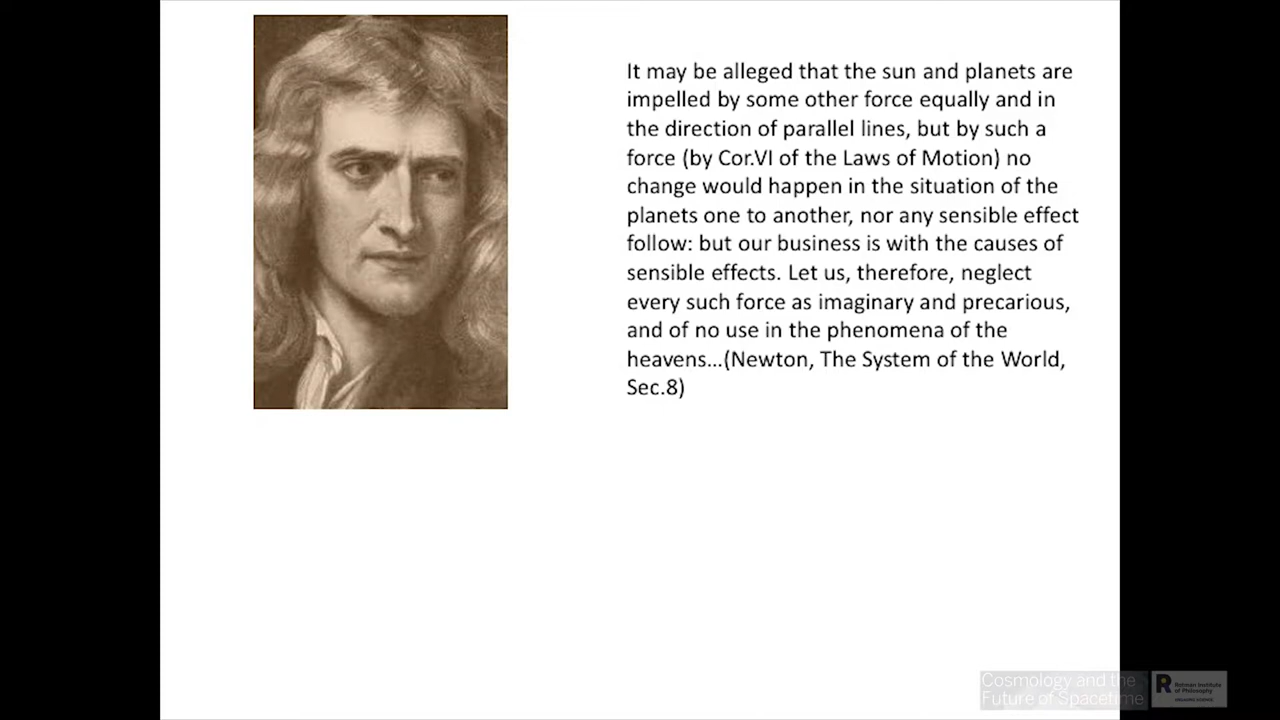 It may be alleged that the sun and planets are
impelled by some other force equally and in
the direction of parallel lines, but by such a
force (by Cor.VI of the Laws of Motion) no
change would happen in the situation of the
planets one to another, nor any sensible effect
follow: but our business is with the causes of
sensible effects. Let us, therefore, neglect
every such force as imaginary and precarious,
and of no use in the phenomena of the
heavens...(Newton, The System of the World,
Sec.8)
Cosmology and the
Future of Spacetime
Rotman Institute
of Philosophy